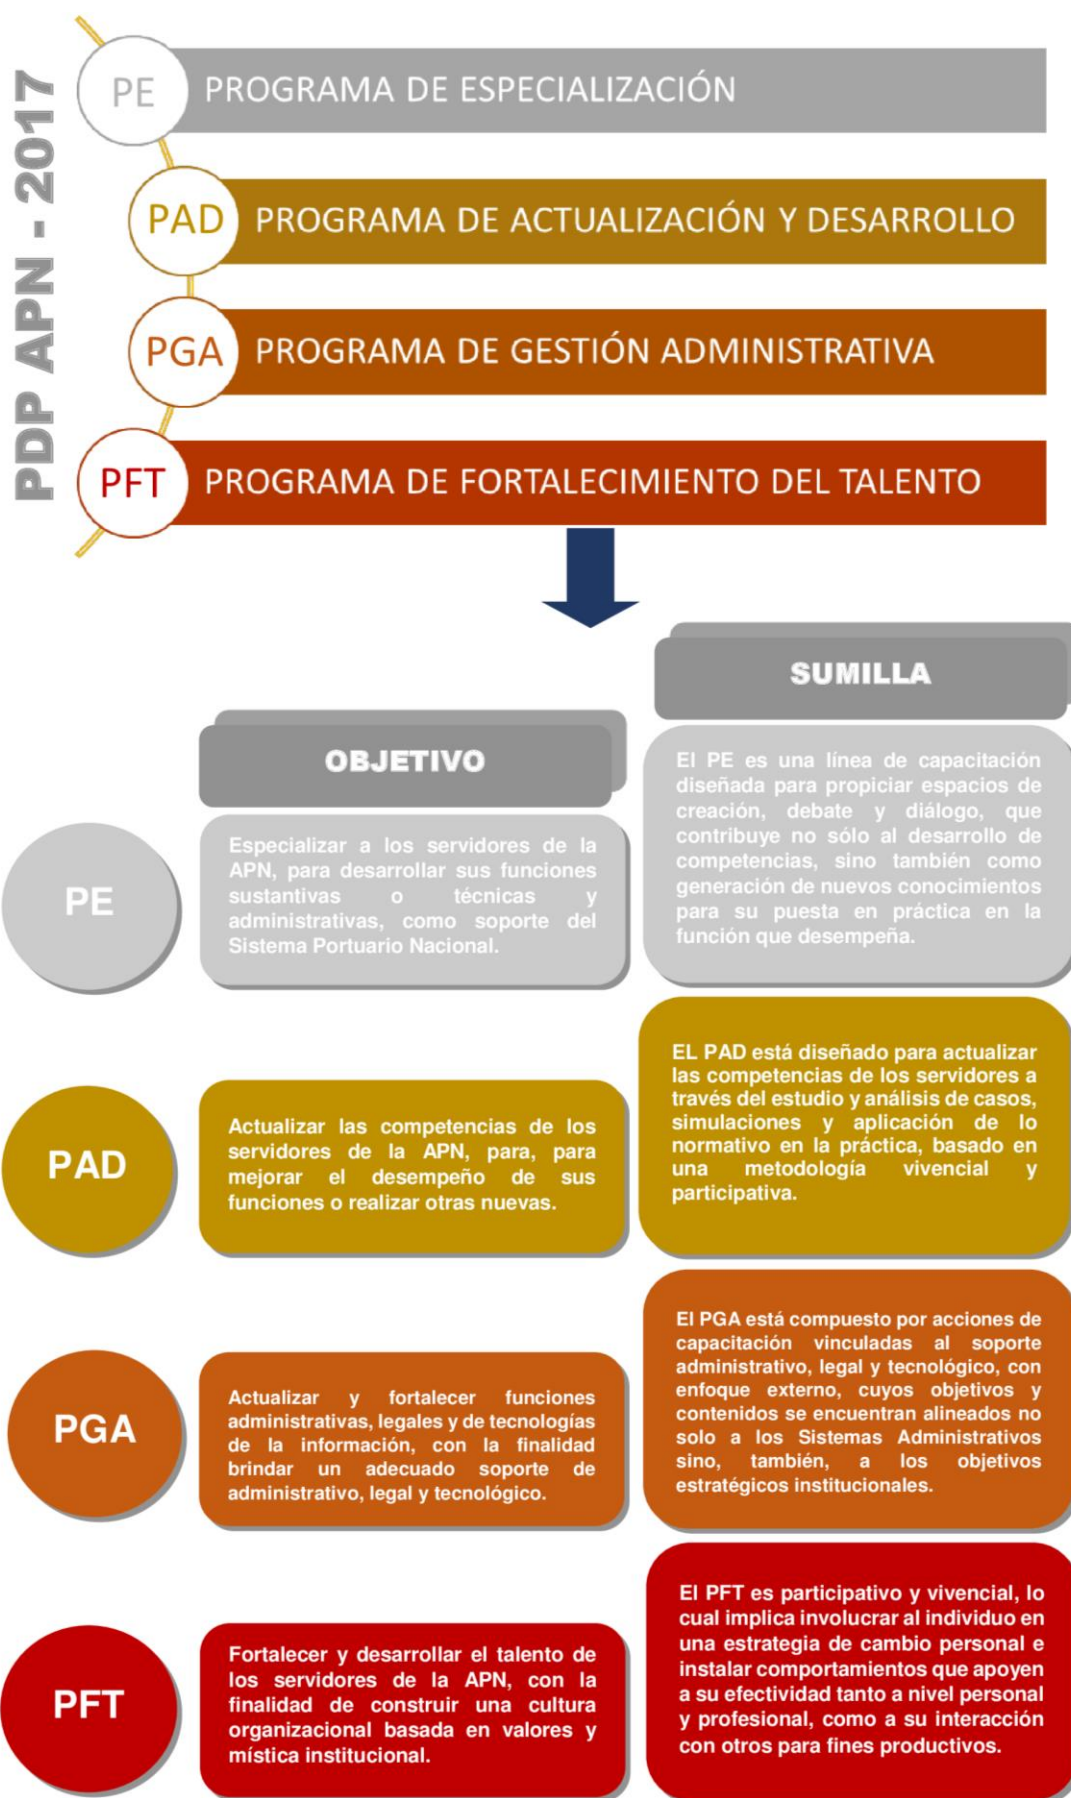 PDP APN - 2017
PE
PROGRAMA DE ESPECIALIZACIÓN
PAD
PROGRAMA DE ACTUALIZACIÓN Y DESARROLLO
PGA
PROGRAMA DE GESTIÓN ADMINISTRATIVA
PFT
PROGRAMA DE FORTALECIMIENTO DEL TALENTO
OBJETIVO
SUMILLA
PE
Especializar a los servidores de la
APN, para desarrollar sus funciones
sustantivas o técnicas y
administrativas, como soporte del
Sistema Portuario Nacional.
El PE es una línea de capacitación
diseñada para propiciar espacios de
creación, debate y diálogo, que
contribuye no sólo al desarrollo de
competencias, sino también como
generación de nuevos conocimientos
para su puesta en práctica en la
función que desempeña.
PAD
Actualizar las competencias de los
servidores de la APN, para, para
mejorar el desempeño de sus
funciones o realizar otras nuevas.
EL PAD está diseñado para actualizar
las competencias de los servidores a
través del estudio y análisis de casos,
simulaciones y aplicación de lo
normativo en la práctica, basado en
una metodología vivencial y
participativa.
PGA
Actualizar y fortalecer funciones
administrativas, legales y de tecnologías
de la información, con la finalidad
brindar un adecuado soporte de
administrativo, legal y tecnológico.
El PGA está compuesto por acciones de
capacitación vinculadas al soporte
administrativo, legal y tecnológico, con
enfoque externo, cuyos objetivos y
contenidos se encuentran alineados no
solo a los Sistemas Administrativos
sino, también, a los objetivos
estratégicos institucionales.
PFT
Fortalecer y desarrollar el talento de
los servidores de la APN, con la
finalidad de construir una cultura
organizacional basada en valores y
mística institucional.
El PFT es participativo y vivencial, lo
cual implica involucrar al individuo en
una estrategia de cambio personal e
instalar comportamientos que apoyen
a su efectividad tanto a nivel personal
y profesional, como a su interacción
con otros para fines productivos.